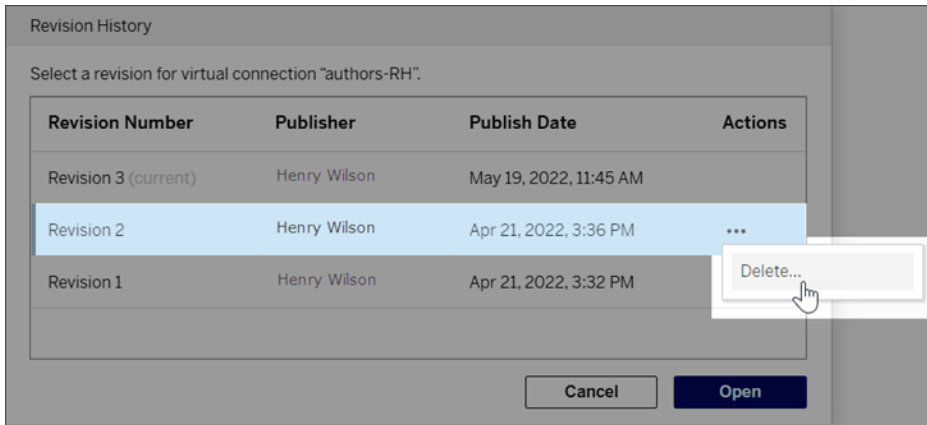 Revision History
Select a revision for virtual connection “authors-RH”.
Revision Number Publisher Publish Date Actions
Revision 3 (current) Henry Wilson May 19, 2022, 11:45 AM
Revision 2 Henry Wilson Apr 21, 2022, 3:36 PM •••
Delete...
Revision 1 Henry Wilson Apr 21, 2022, 3:32 PM
Cancel Open